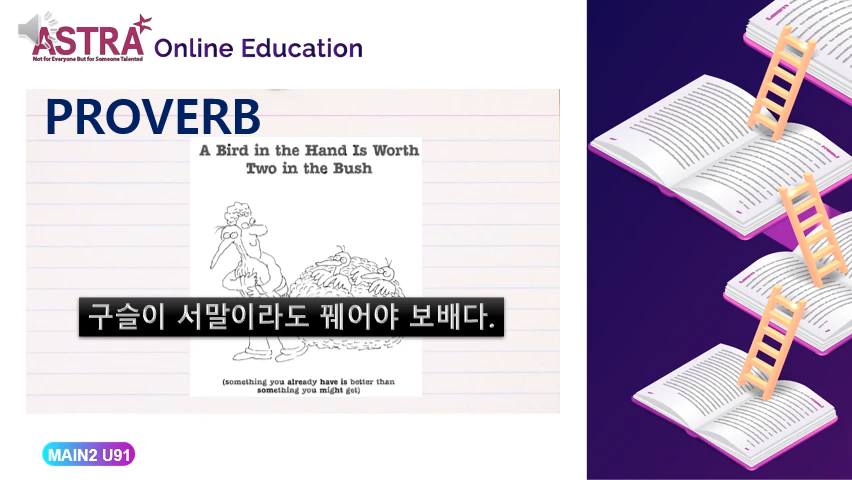 ASTRA
Not for Everyone But for Someone Talented
Online Education
PROVERB
A Bird in the Hand Is Worth
Two in the Bush
구슬이 서말이라도 꿰어야 보배다.
(something you already have is better than
something you might get)
MAIN2 U91